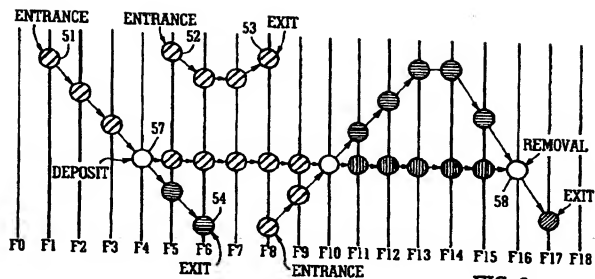 ENTRANCE
51
ENTRANCE
52
53
EXIT
57
DEPOSIT
54
EXIT
ENTRANCE
REMOVAL
58
EXIT
F0 F1 F2 F3 F4 F5 F6 F7 F8 F9 F10 F11 F12 F13 F14 F15 F16 F17 F18